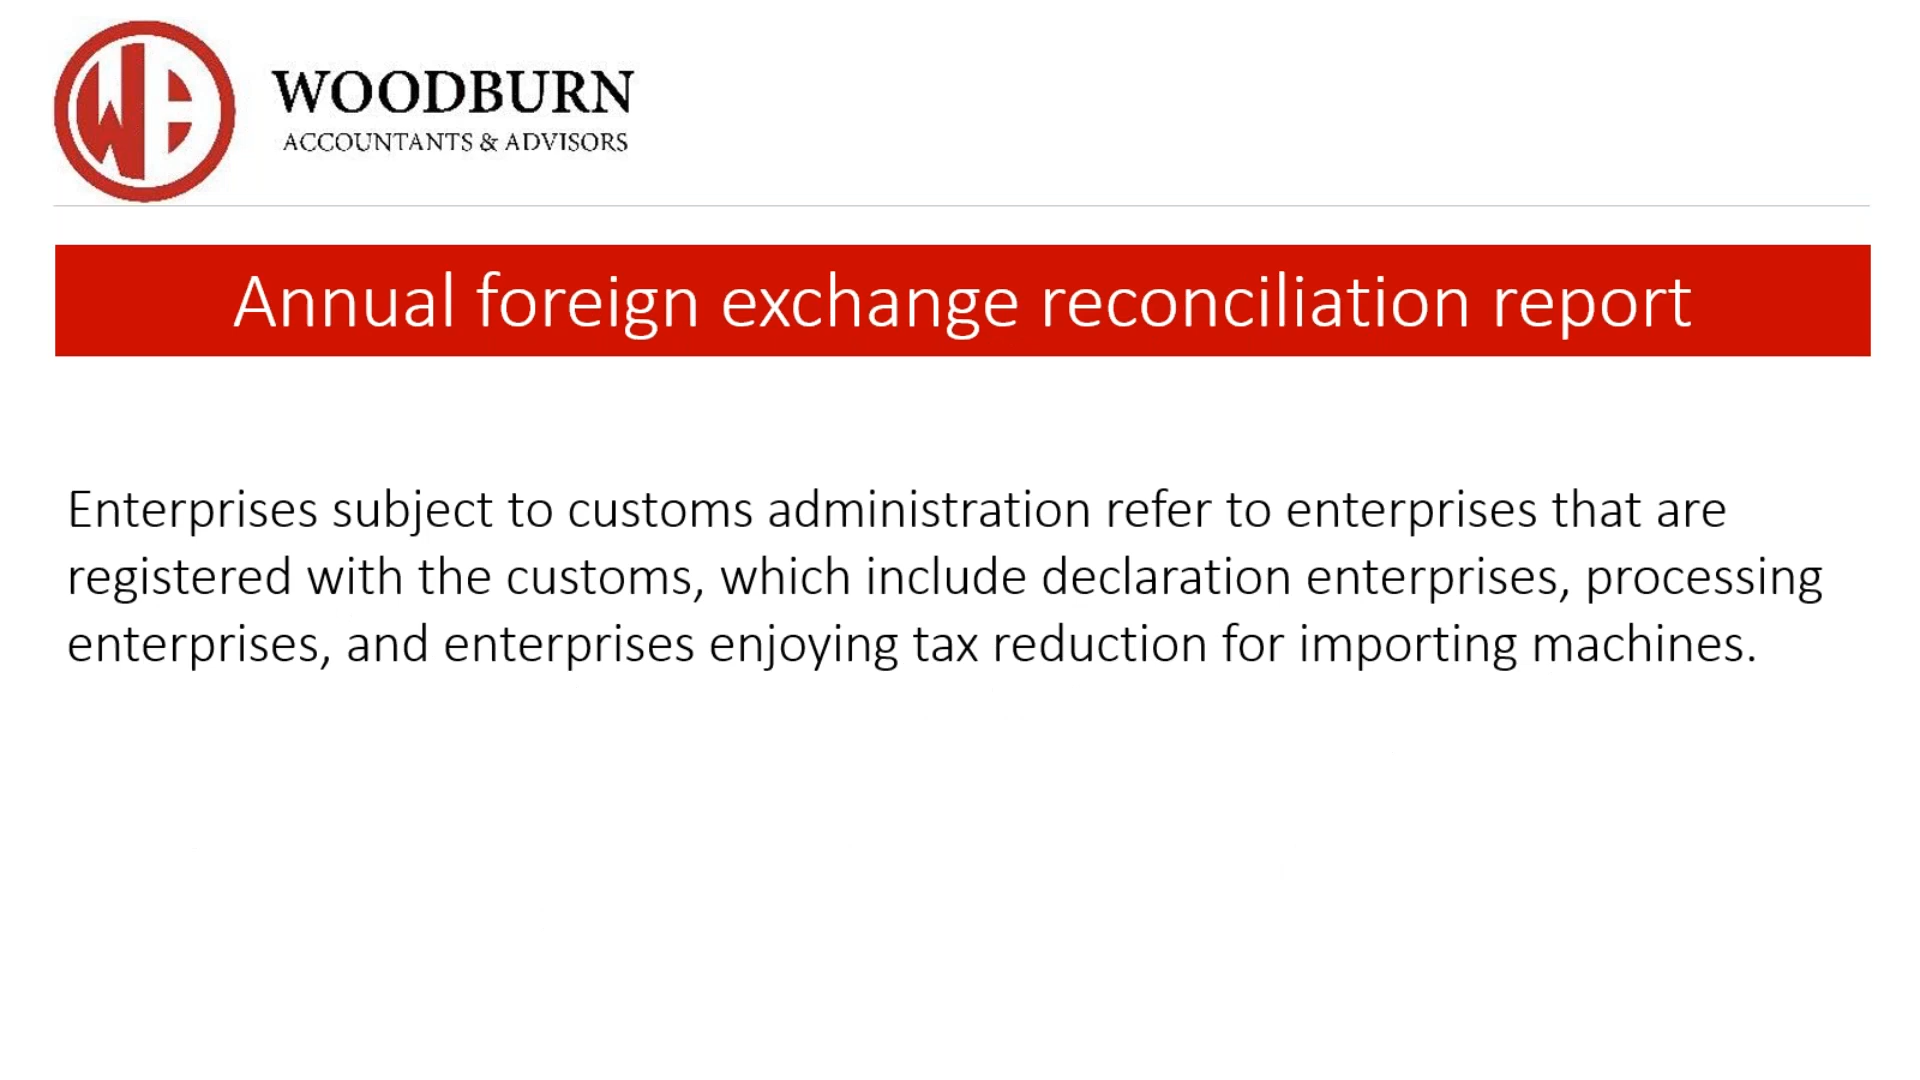 WOODBURN
ACCOUNTANTS & ADVISORS
Annual foreign exchange reconciliation report
Enterprises subject to customs administration refer to enterprises that are
registered with the customs, which include declaration enterprises, processing
enterprises, and enterprises enjoying tax reduction for importing machines.